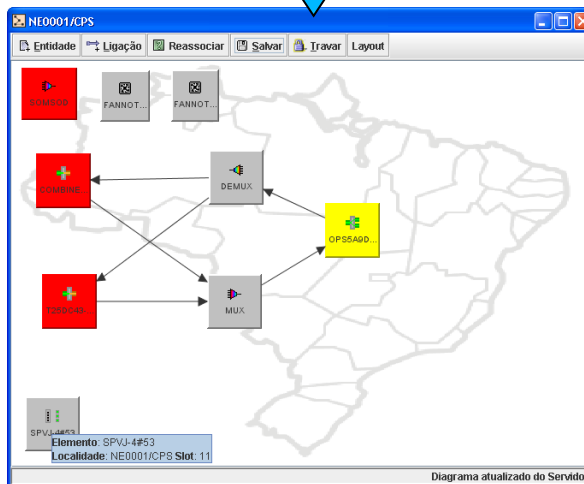 NE0001/CPS
Entidade Ligação Reassociar Salvar Travar Layout
SOMSOD
FANNOT...
FANNOT...
COMBINE...
DEMUX
OPS5A9D...
MUX
SPVJ-4#53
Elemento: SPVJ-4#53
Localidade: NE0001/CPS Slot: 11
Diagrama atualizado do Servido